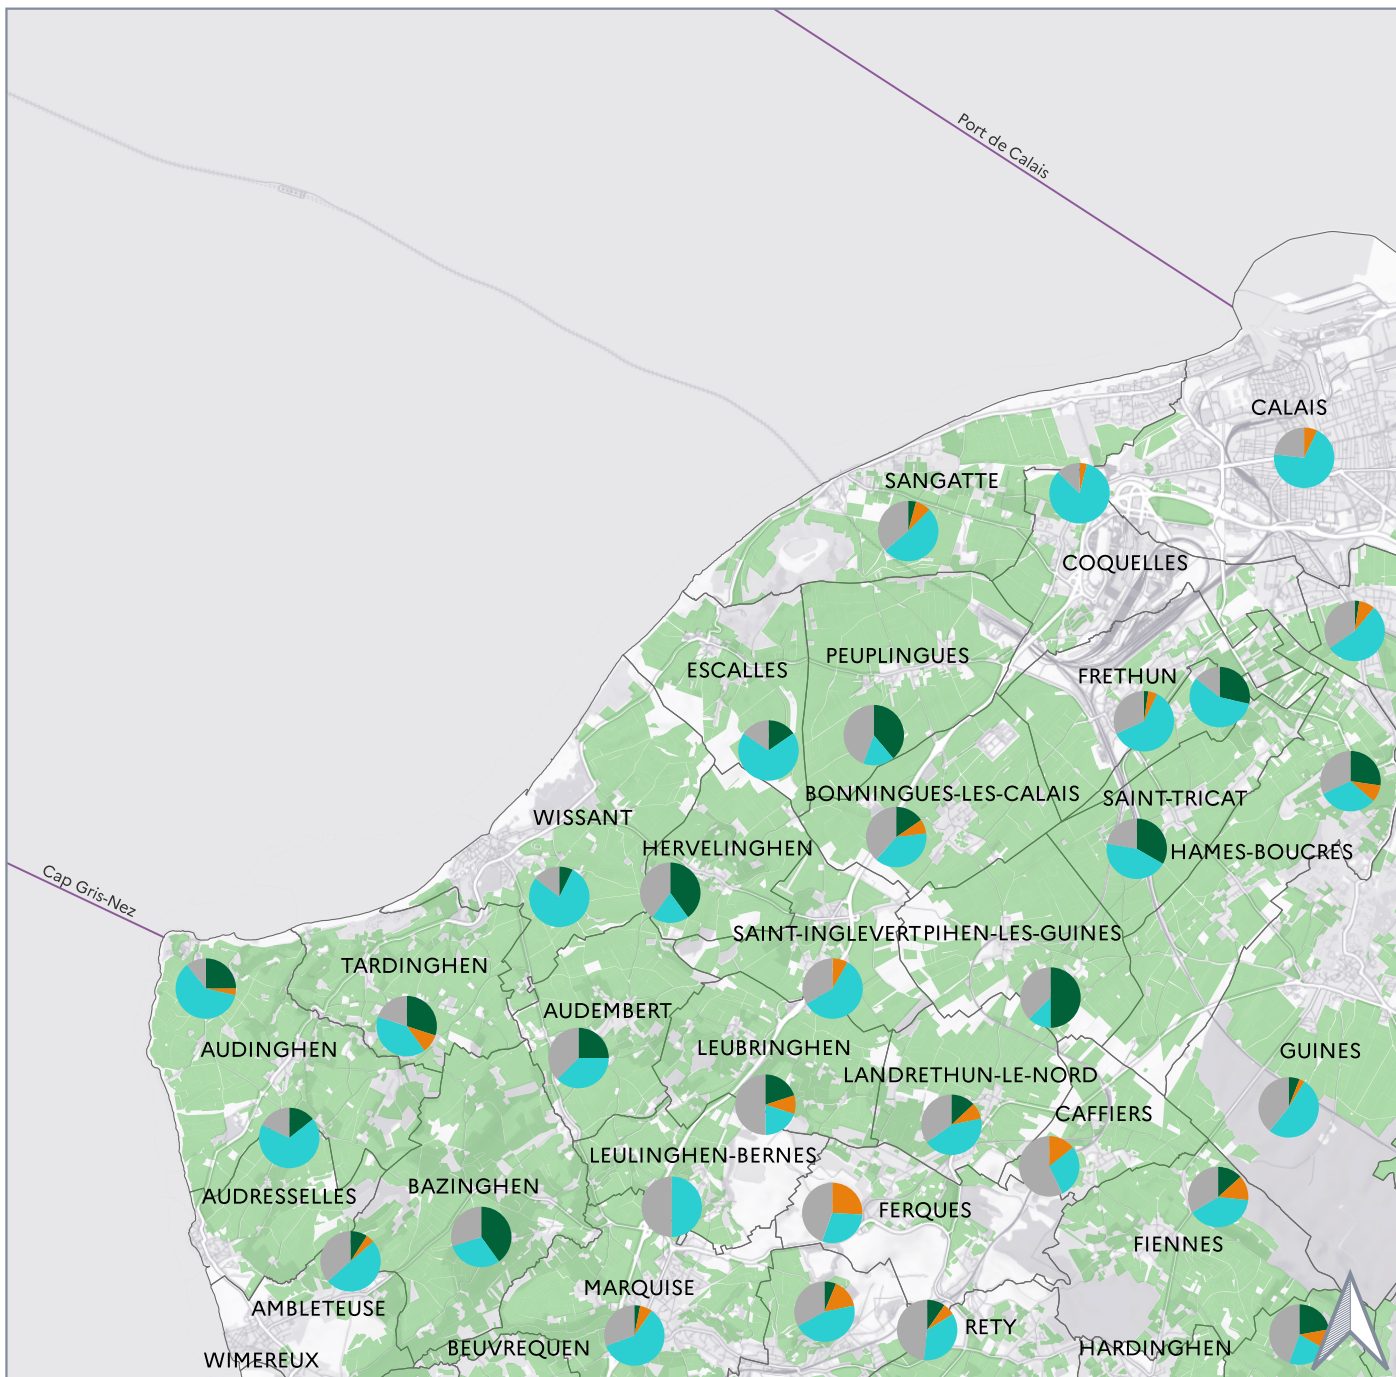 Port de Calais
CALAIS
SANGATTE
COQUELLES
PEUPLINGUES
ESCALLES
FRETHUN
BONNINGUES-LES-CALAIS
SAINT-TRICAT
WISSANT
HERVELINGHEN
HAMES-BOUCRES
Cap Gris-Nez
SAINT-INGLEVERT
PIHEN-LES-GUINES
TARDINGHEN
AUDEMBERT
AUDINGHEN
LEUBRINGHEN
GUINES
LANDRETHUN-LE-NORD
CAFFIERS
LEULINGHEN-BERNES
BAZINGHEN
AUDRESSELLES
FERQUES
FIENNES
MARQUISE
AMBLETEUSE
RETY
BEUVREQUEN
HARDINGHEN
WIMEREUX